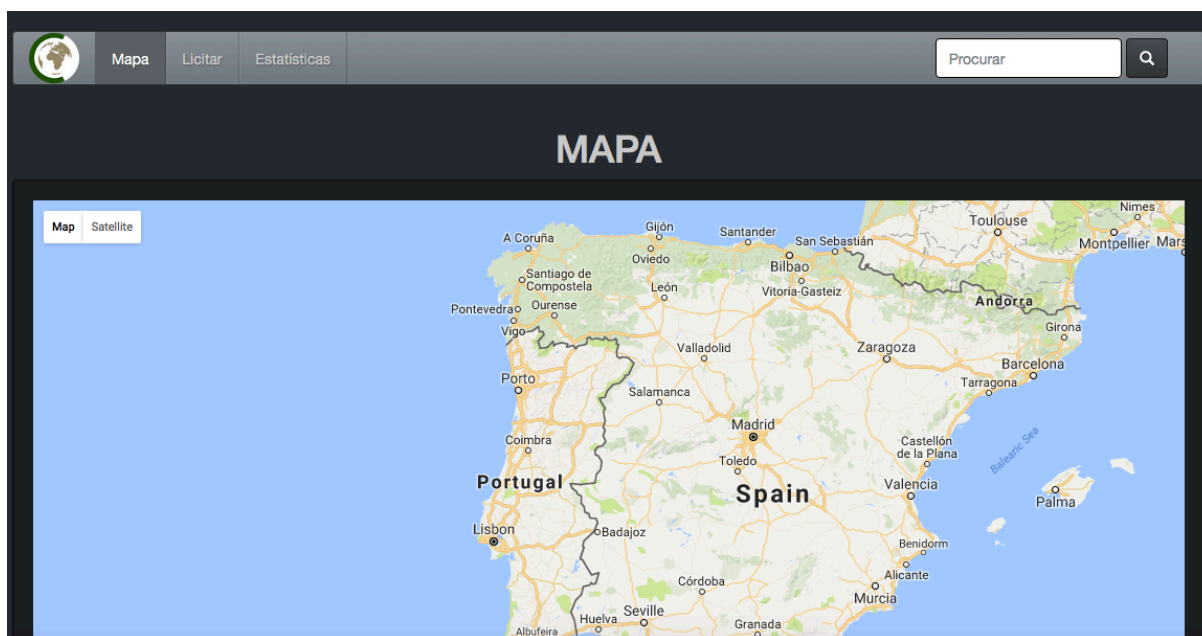 Mapa
Licitar
Estatísticas
Procurar
MAPA
Map
Satellite
Nimes
Toulouse
Montpellier
Mars
A Coruña
Gijón
Santander
San Sebastián
Oviedo
Bilbao
Santiago de
Compostela
León
Vitoria-Gasteiz
Andorra
Pontevedra
Ourense
Girona
Vigo
Valladolid
Zaragoza
Barcelona
Porto
Tarragona
Salamanca
Madrid
Coimbra
Castellón
de la Plana
Balearic Sea
Toledo
Portugal
Spain
Valencia
Palma
Lisbon
Badajoz
Benidorm
Alicante
Córdoba
Murcia
Seville
Huelva
Granada
Albufeira